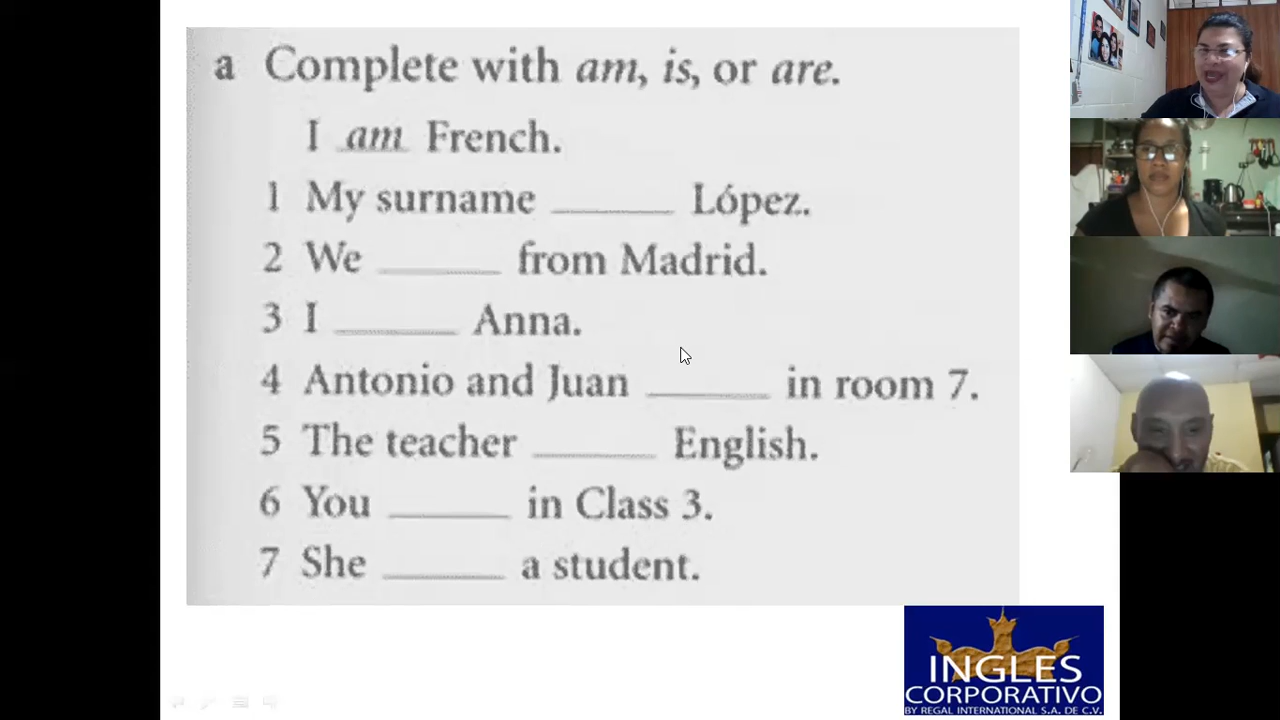 a Complete with am, is, or are.
I am French.
1 My surname ______ López.
2 We ______ from Madrid.
3 I ______ Anna.
4 Antonio and Juan ______ in room 7.
5 The teacher ______ English.
6 You ______ in Class 3.
7 She ______ a student.
INGLES
CORPORATIVO
BY REGAL INTERNATIONAL S.A. DE C.V.